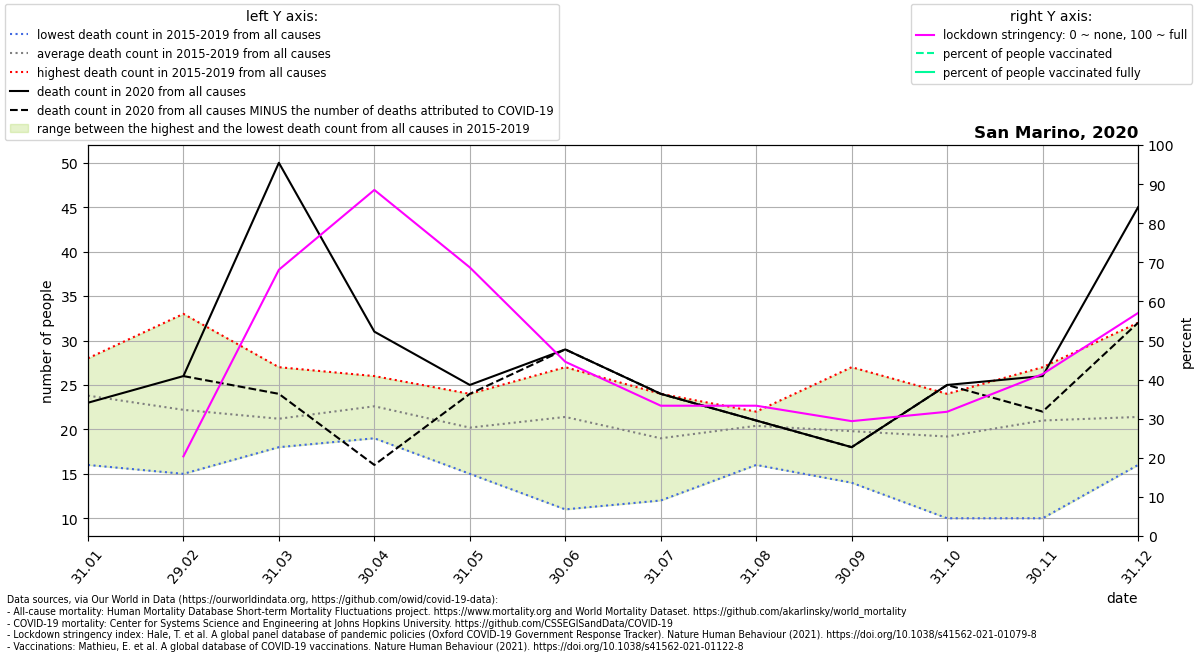 left Y axis:
lowest death count in 2015-2019 from all causes
average death count in 2015-2019 from all causes
highest death count in 2015-2019 from all causes
death count in 2020 from all causes
death count in 2020 from all causes MINUS the number of deaths attributed to COVID-19
range between the highest and the lowest death count from all causes in 2015-2019
right Y axis:
lockdown stringency: 0 ~ none, 100 ~ full
percent of people vaccinated
percent of people vaccinated fully
San Marino, 2020
number of people
50
45
40
35
30
25
20
15
10
100
90
80
70
60
50
40
30
20
10
0
percent
31.01
29.02
31.03
30.04
31.05
30.06
31.07
31.08
30.09
31.10
30.11
31.12
date
Data sources, via Our World in Data (https://ourworldindata.org, https://github.com/owid/covid-19-data):
- All-cause mortality: Human Mortality Database Short-term Mortality Fluctuations project. https://www.mortality.org and World Mortality Dataset. https://github.com/akarlinsky/world_mortality
- COVID-19 mortality: Center for Systems Science and Engineering at Johns Hopkins University. https://github.com/CSSEGISandData/COVID-19
- Lockdown stringency index: Hale, T. et al. A global panel database of pandemic policies (Oxford COVID-19 Government Response Tracker). Nature Human Behaviour (2021). https://doi.org/10.1038/s41562-021-01079-8
- Vaccinations: Mathieu, E. et al. A global database of COVID-19 vaccinations. Nature Human Behaviour (2021). https://doi.org/10.1038/s41562-021-01122-8